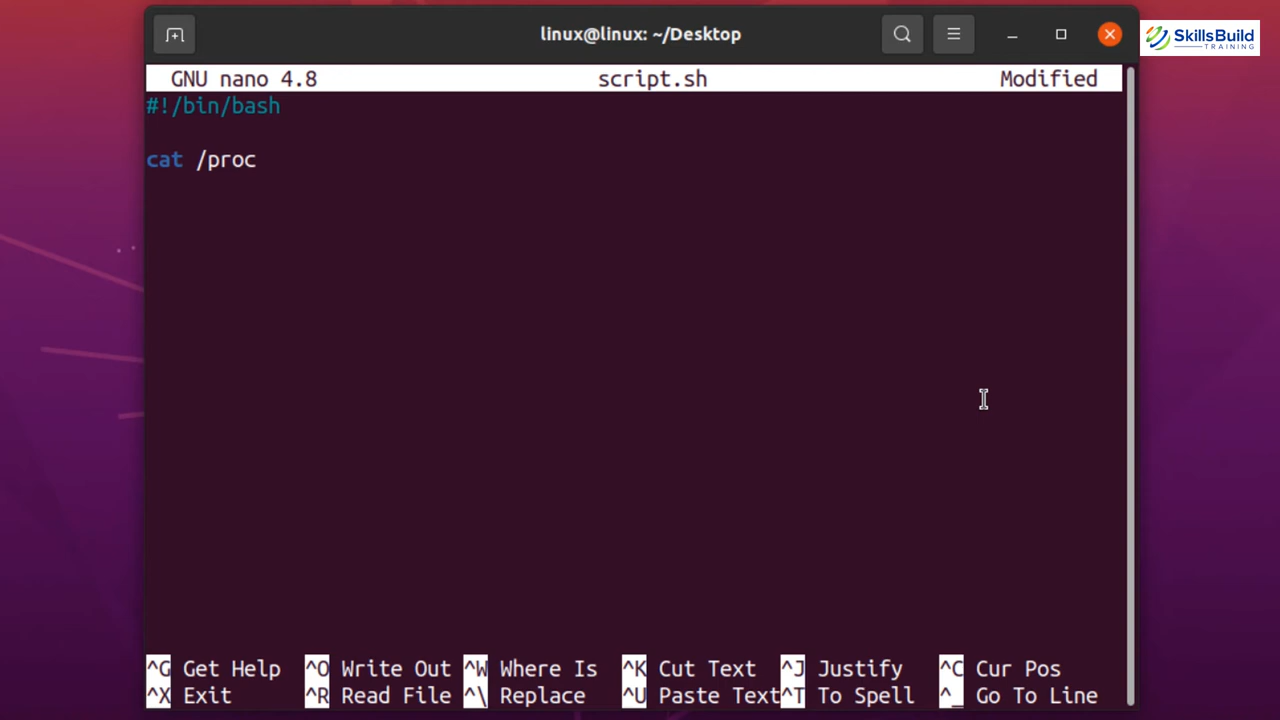 linux@linux: ~/Desktop
SkillsBuild
TRAINING
GNU nano 4.8 script.sh Modified
#!/bin/bash
cat /proc
^G Get Help ^O Write Out ^W Where Is ^K Cut Text ^J Justify ^C Cur Pos
^X Exit ^R Read File ^\ Replace ^U Paste Text ^T To Spell ^_ Go To Line